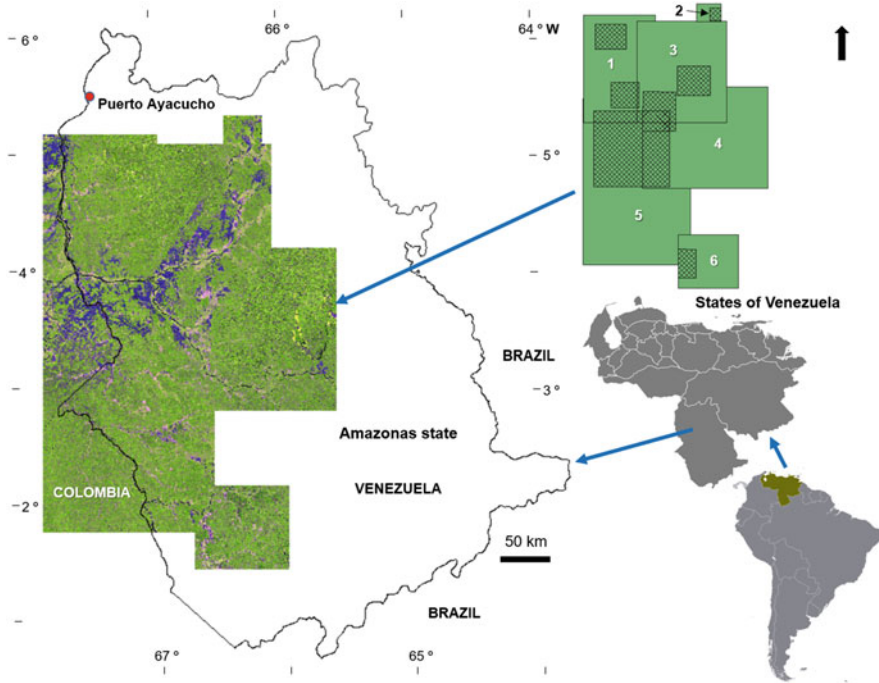 66 °
64 ° W
6 °
Puerto Ayacucho
5 °
4 °
3 °
2 °
BRAZIL
Amazonas state
COLOMBIA
VENEZUELA
50 km
BRAZIL
67 °
65 °
1
2
3
4
5
6
States of Venezuela